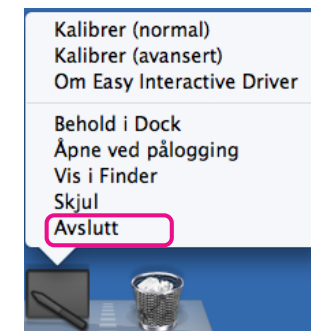 Kalibrer (normal)
Kalibrer (avansert)
Om Easy Interactive Driver
Behold i Dock
Åpne ved pålogging
Vis i Finder
Skjul
Avslutt